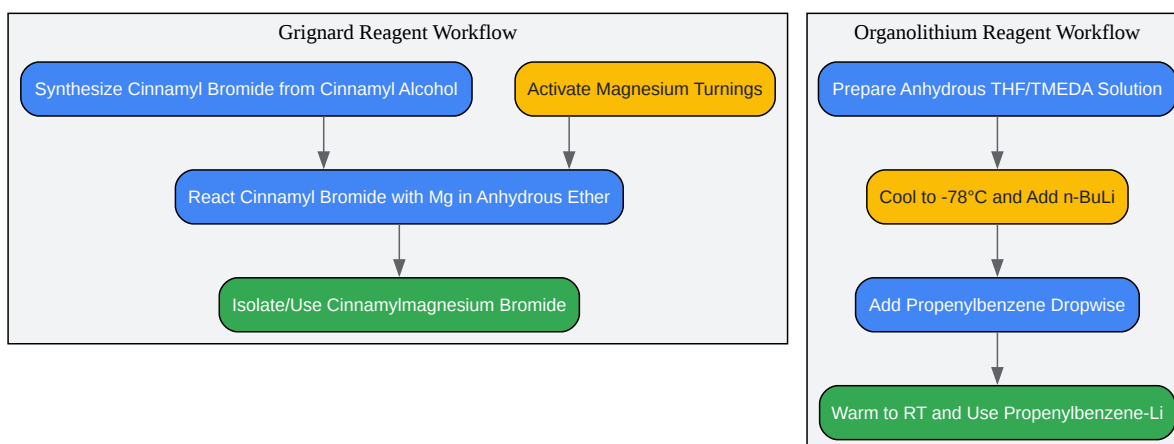 Grignard Reagent Workflow
Synthesize Cinnamyl Bromide from Cinnamyl Alcohol
Activate Magnesium Turnings
React Cinnamyl Bromide with Mg in Anhydrous Ether
Isolate/Use Cinnamylmagnesium Bromide
Organolithium Reagent Workflow
Prepare Anhydrous THF/TMEDA Solution
Cool to -78°C and Add n-BuLi
Add Propenylbenzene Dropwise
Warm to RT and Use Propenylbenzene-Li